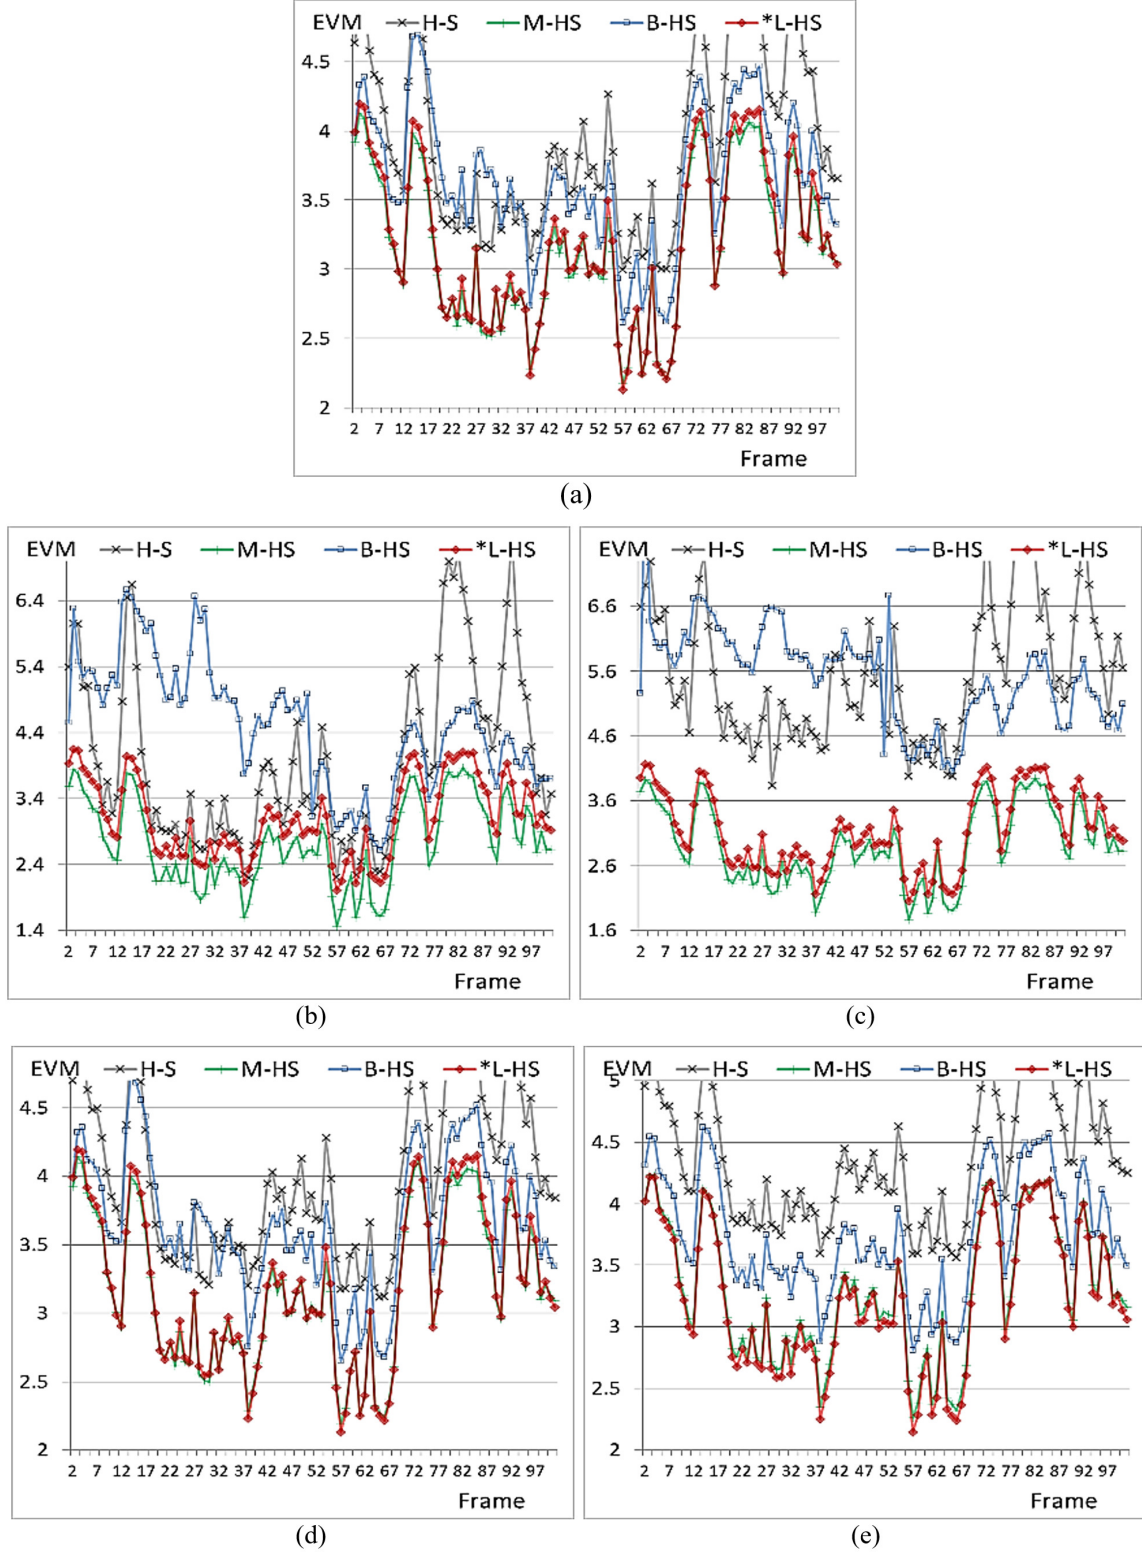 EVM H-S M-HS B-HS *L-HS
4.5
4
3.5
3
2.5
2
2 7 12 17 22 27 32 37 42 47 52 57 62 67 72 77 82 87 92 97
Frame
(a)
EVM H-S M-HS B-HS *L-HS
6.4
5.4
4.4
3.4
2.4
1.4
2 7 12 17 22 27 32 37 42 47 52 57 62 67 72 77 82 87 92 97
Frame
(b)
EVM H-S M-HS B-HS *L-HS
6.6
5.6
4.6
3.6
2.6
1.6
2 7 12 17 22 27 32 37 42 47 52 57 62 67 72 77 82 87 92 97
Frame
(c)
EVM H-S M-HS B-HS *L-HS
4.5
4
3.5
3
2.5
2
2 7 12 17 22 27 32 37 42 47 52 57 62 67 72 77 82 87 92 97
Frame
(d)
EVM H-S M-HS B-HS *L-HS
5
4.5
4
3.5
3
2.5
2
2 7 12 17 22 27 32 37 42 47 52 57 62 67 72 77 82 87 92 97
Frame
(e)